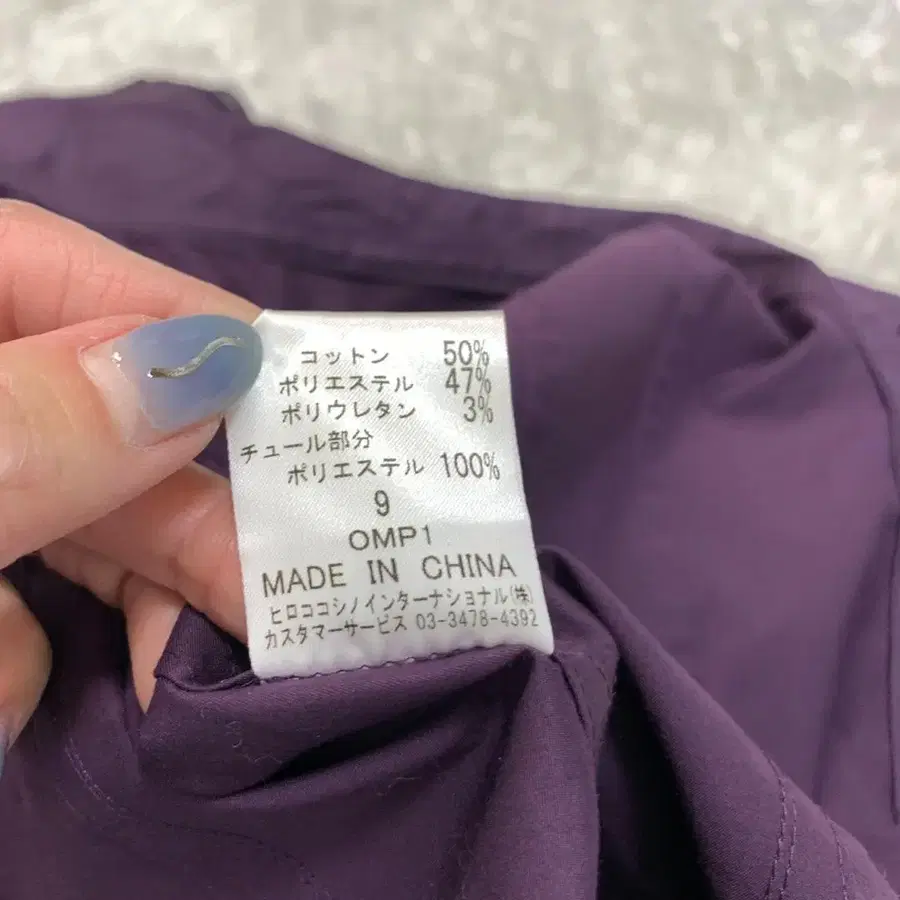 コットン 50%
ポリエステル 47%
ポリウレタン 3%
チュール部分
ポリエステル 100%
9
OMP1
MADE IN CHINA
ヒロココシノインターナショナル(株)
カスタマーサービス 03-3478-4392